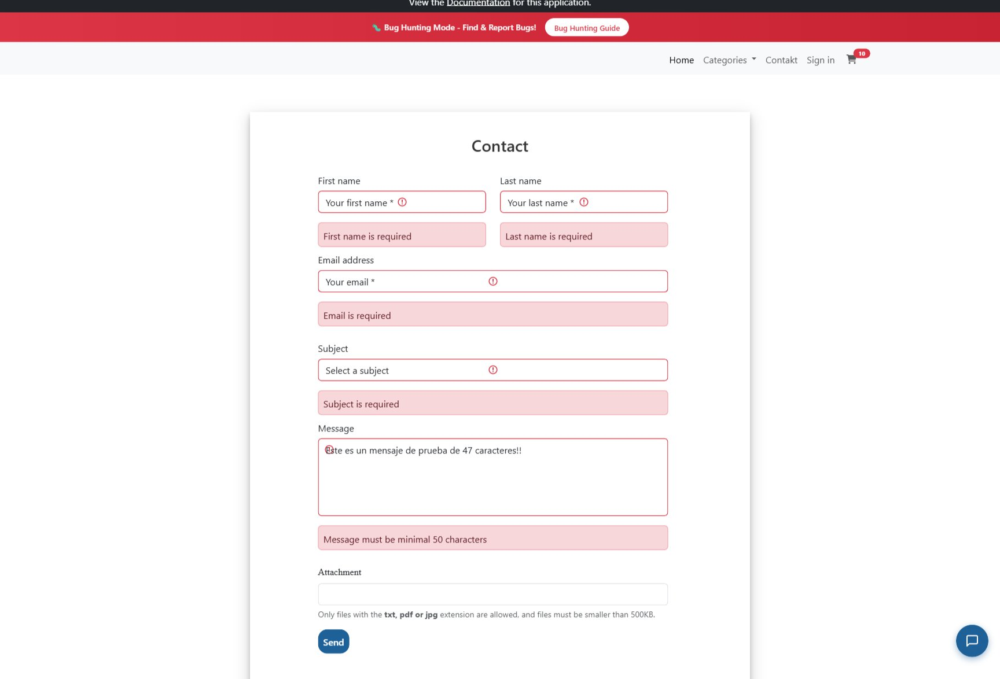 View the Documentation for this application.
Bug Hunting Mode - Find & Report Bugs! Bug Hunting Guide
Home Categories Contakt Sign in 10
Contact
First name Last name
Your first name * Your last name *
First name is required Last name is required
Email address
Your email *
Email is required
Subject
Select a subject
Subject is required
Message
Este es un mensaje de prueba de 47 caracteres!!
Message must be minimal 50 characters
Attachment
Only files with the txt, pdf or jpg extension are allowed, and files must be smaller than 500KB.
Send